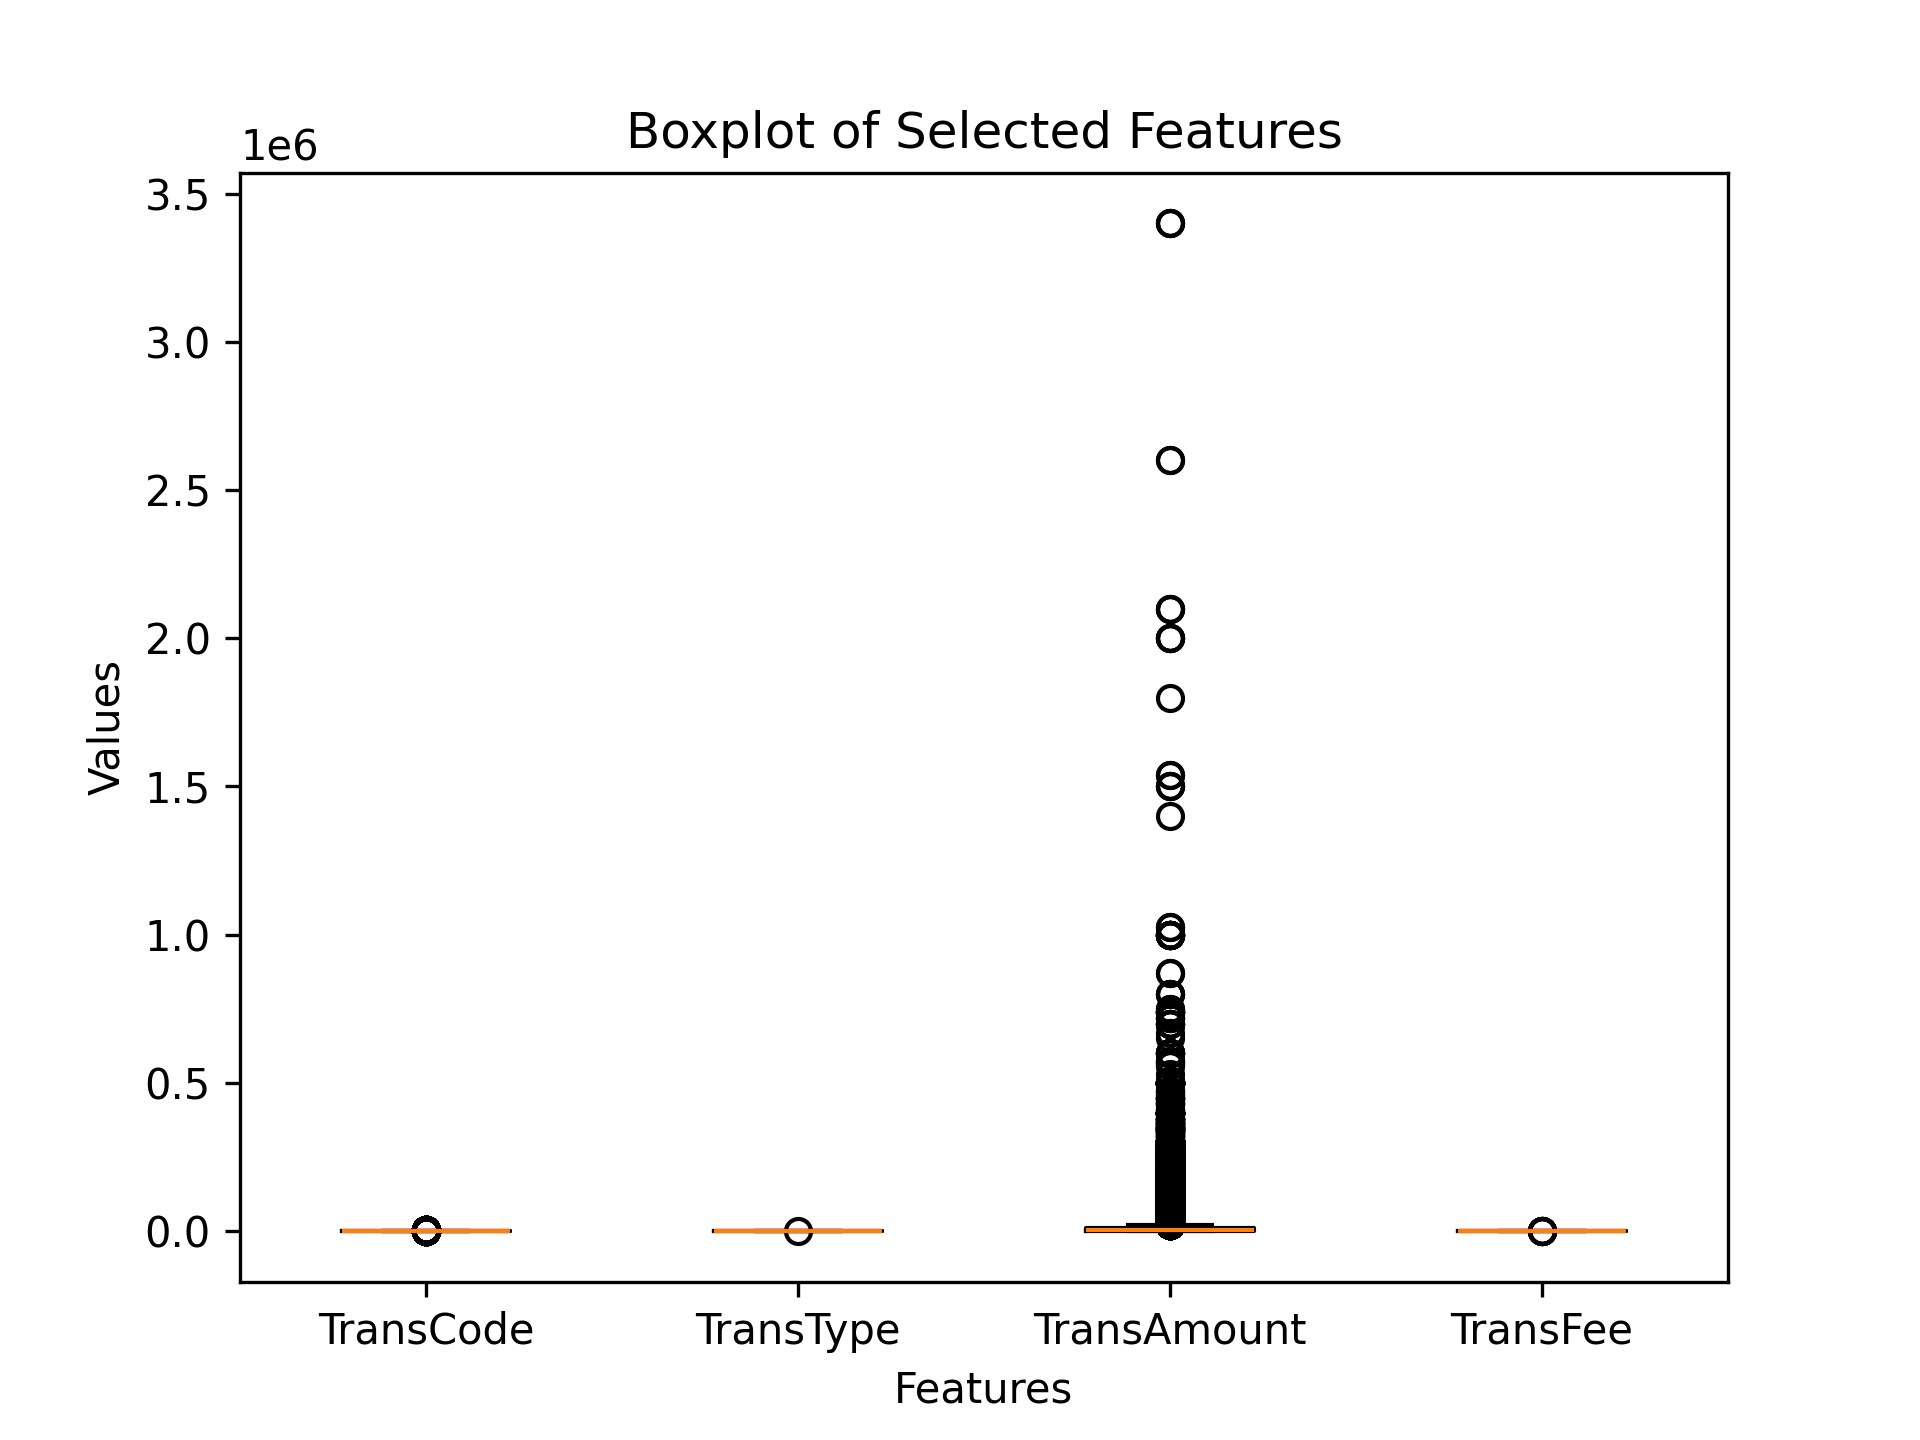 Boxplot of Selected Features
1e6
3.5
3.0
2.5
2.0
1.5
1.0
0.5
0.0
Values
TransCode TransType TransAmount TransFee
Features